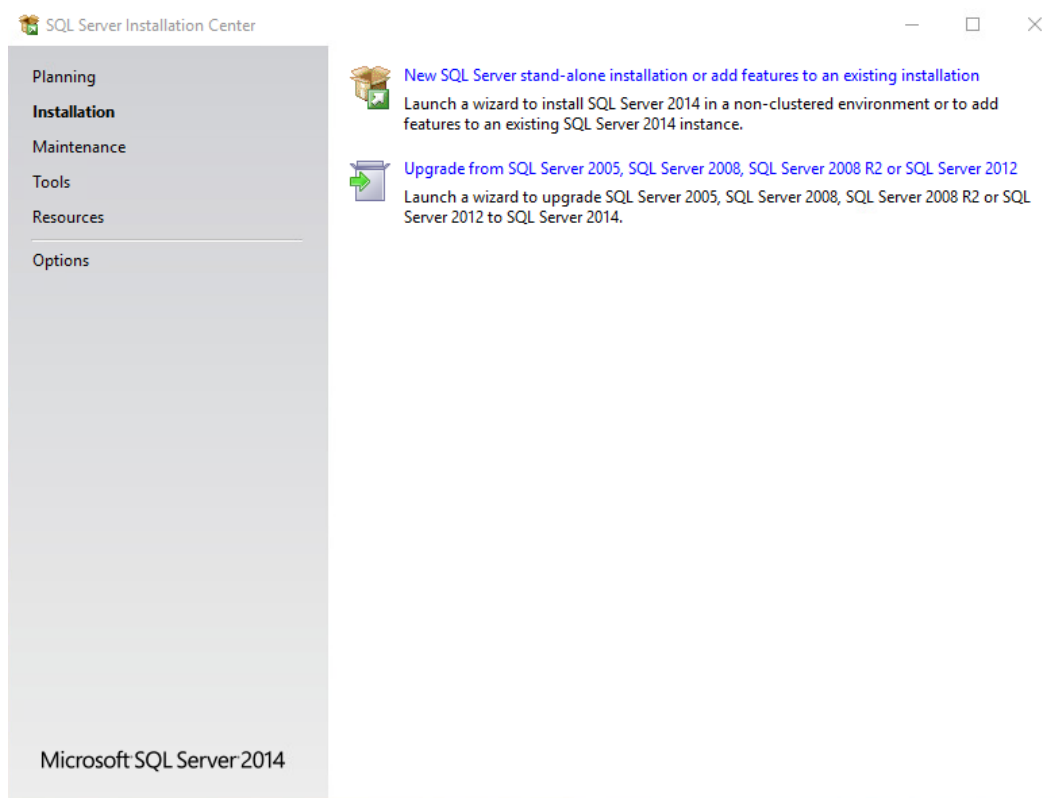 SQL Server Installation Center
Planning
Installation
Maintenance
Tools
Resources
Options
New SQL Server stand-alone installation or add features to an existing installation
Launch a wizard to install SQL Server 2014 in a non-clustered environment or to add
features to an existing SQL Server 2014 instance.
Upgrade from SQL Server 2005, SQL Server 2008, SQL Server 2008 R2 or SQL Server 2012
Launch a wizard to upgrade SQL Server 2005, SQL Server 2008, SQL Server 2008 R2 or SQL
Server 2012 to SQL Server 2014.
Microsoft SQL Server 2014